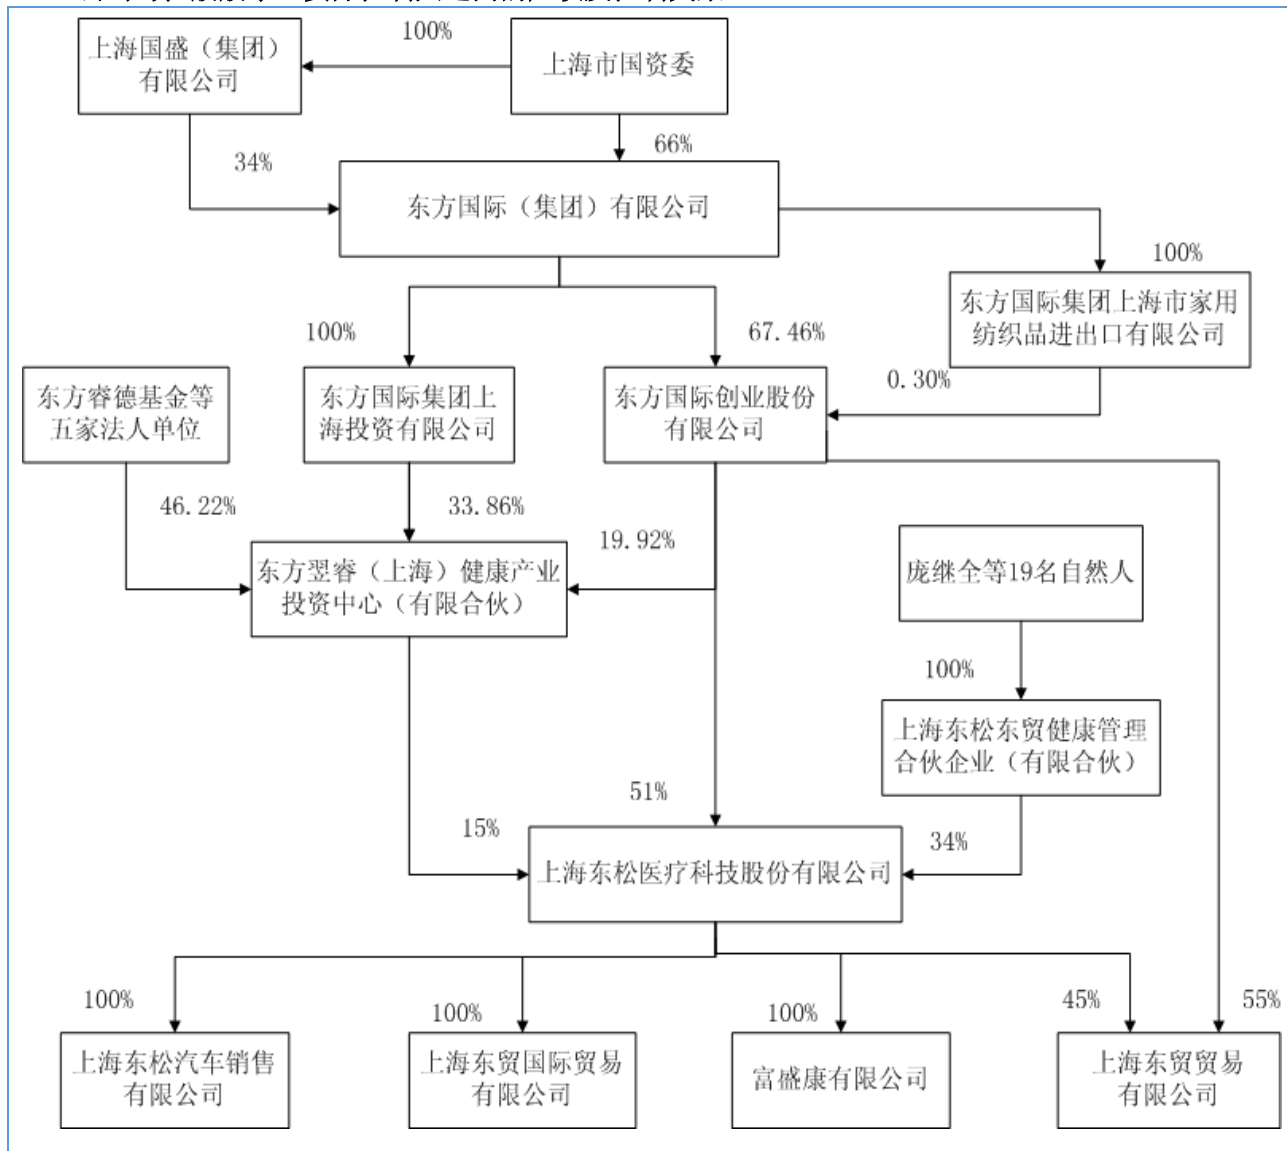 100%
上海国盛（集团）
有限公司
上海市国资委
34%
66%
东方国际（集团）有限公司
100%
东方国际集团上海市家用
纺织品进出口有限公司
100%
67.46%
0.30%
东方睿德基金等
五家法人单位
东方国际集团上
海投资有限公司
东方国际创业股份
有限公司
46.22%
33.86%
19.92%
东方翌睿（上海）健康产业
投资中心（有限合伙）
庞继全等19名自然人
100%
上海东松东贸健康管理
合伙企业（有限合伙）
51%
15%
34%
上海东松医疗科技股份有限公司
100%
100%
100%
45%
55%
上海东松汽车销售
有限公司
上海东贸国际贸易
有限公司
富盛康有限公司
上海东贸贸易
有限公司